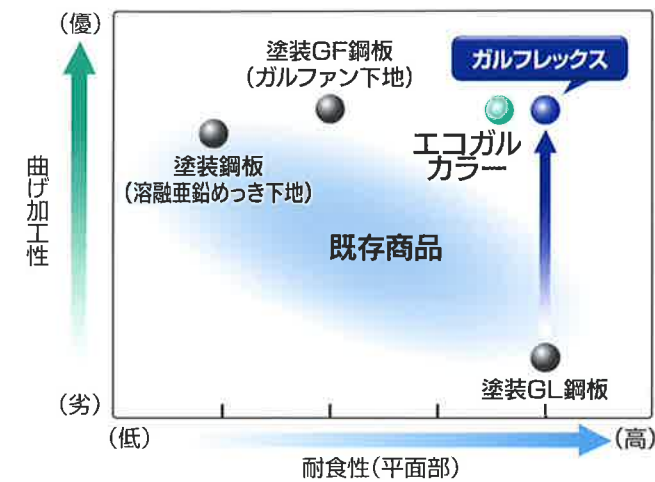 (優)
塗装GF鋼板
(ガルファン下地)
ガルフレックス
エコガル
カラー
塗装鋼板
(溶融亜鉛めっき下地)
曲げ加工性
既存商品
塗装GL鋼板
(劣)
(低)
(高)
耐食性(平面部)